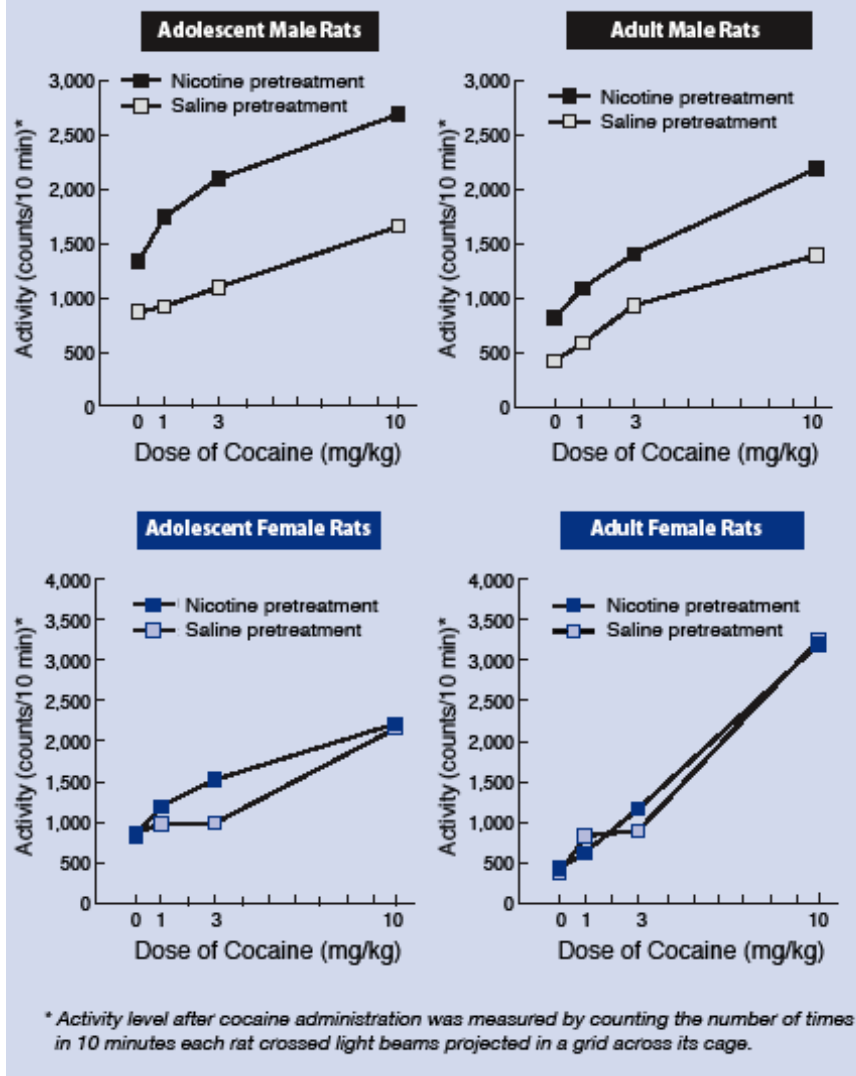 Adolescent Male Rats
Nicotine pretreatment
Saline pretreatment
Activity (counts/10 min)*
3,000
2,500
2,000
1,500
1,000
500
0
0 1 3 10
Dose of Cocaine (mg/kg)
Adult Male Rats
Nicotine pretreatment
Saline pretreatment
Activity (counts/10 min)*
3,000
2,500
2,000
1,500
1,000
500
0
0 1 3 10
Dose of Cocaine (mg/kg)
Adolescent Female Rats
Nicotine pretreatment
Saline pretreatment
Activity (counts/10 min)*
4,000
3,500
3,000
2,500
2,000
1,500
1,000
500
0
0 1 3 10
Dose of Cocaine (mg/kg)
Adult Female Rats
Nicotine pretreatment
Saline pretreatment
Activity (counts/10 min)*
4,000
3,500
3,000
2,500
2,000
1,500
1,000
500
0
0 1 3 10
Dose of Cocaine (mg/kg)
* Activity level after cocaine administration was measured by counting the number of times
in 10 minutes each rat crossed light beams projected in a grid across its cage.